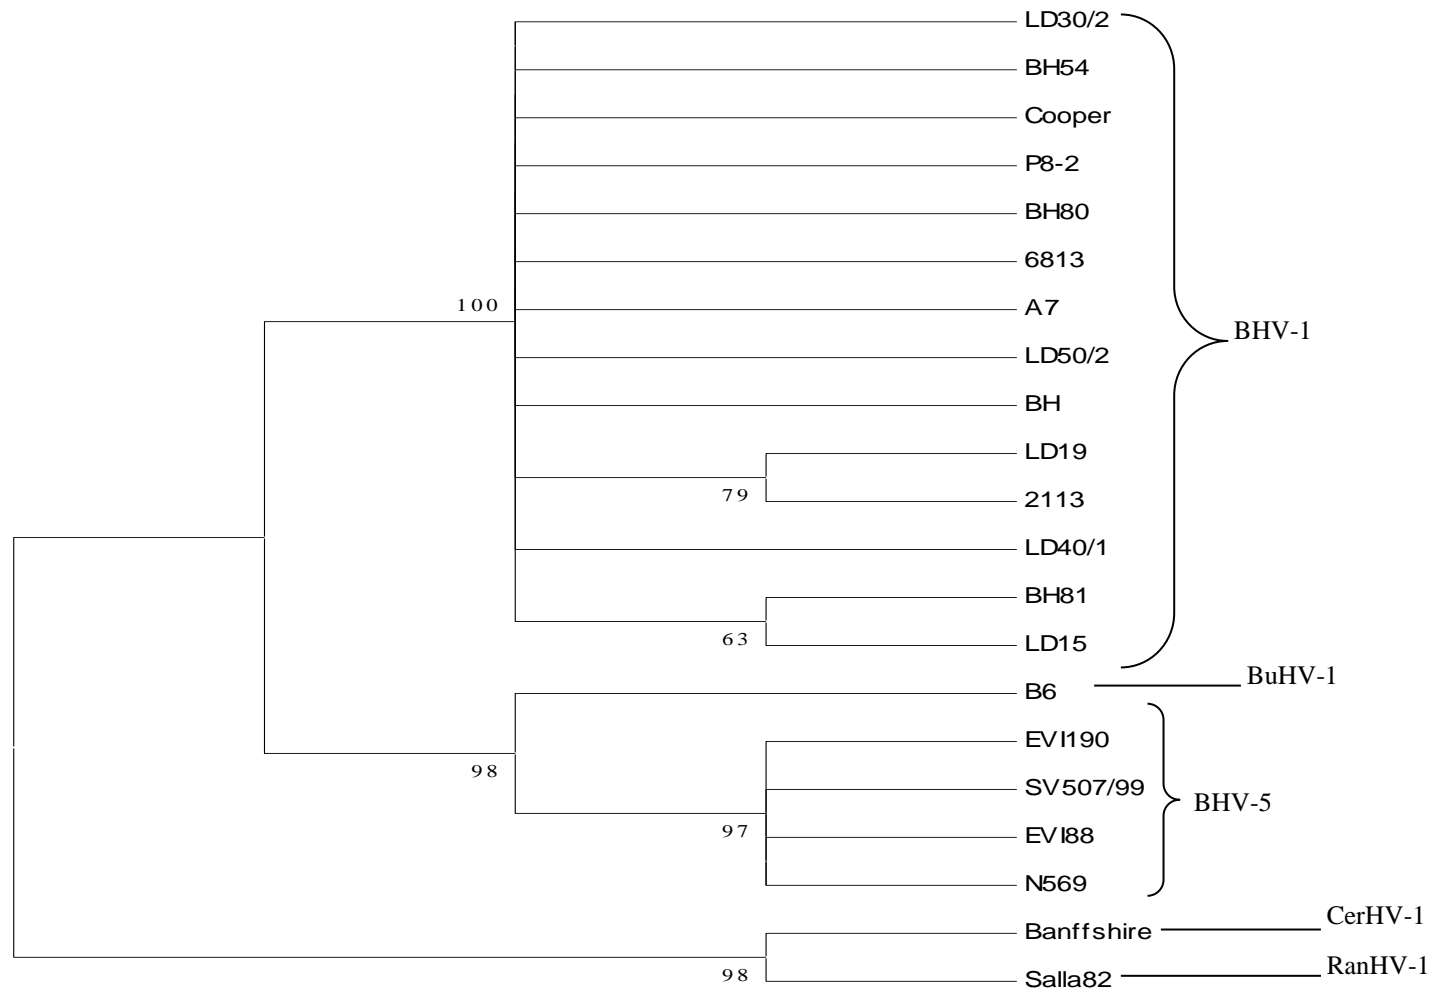 LD30/2
BH54
Cooper
P8-2
BH80
6813
100
A7
BHV-1
LD50/2
BH
LD19
79
2113
LD40/1
BH81
63
LD15
B6
BuHV-1
EVI190
98
SV507/99
BHV-5
97
EVI88
N569
Banffshire
CerHV-1
98
Salla82
RanHV-1